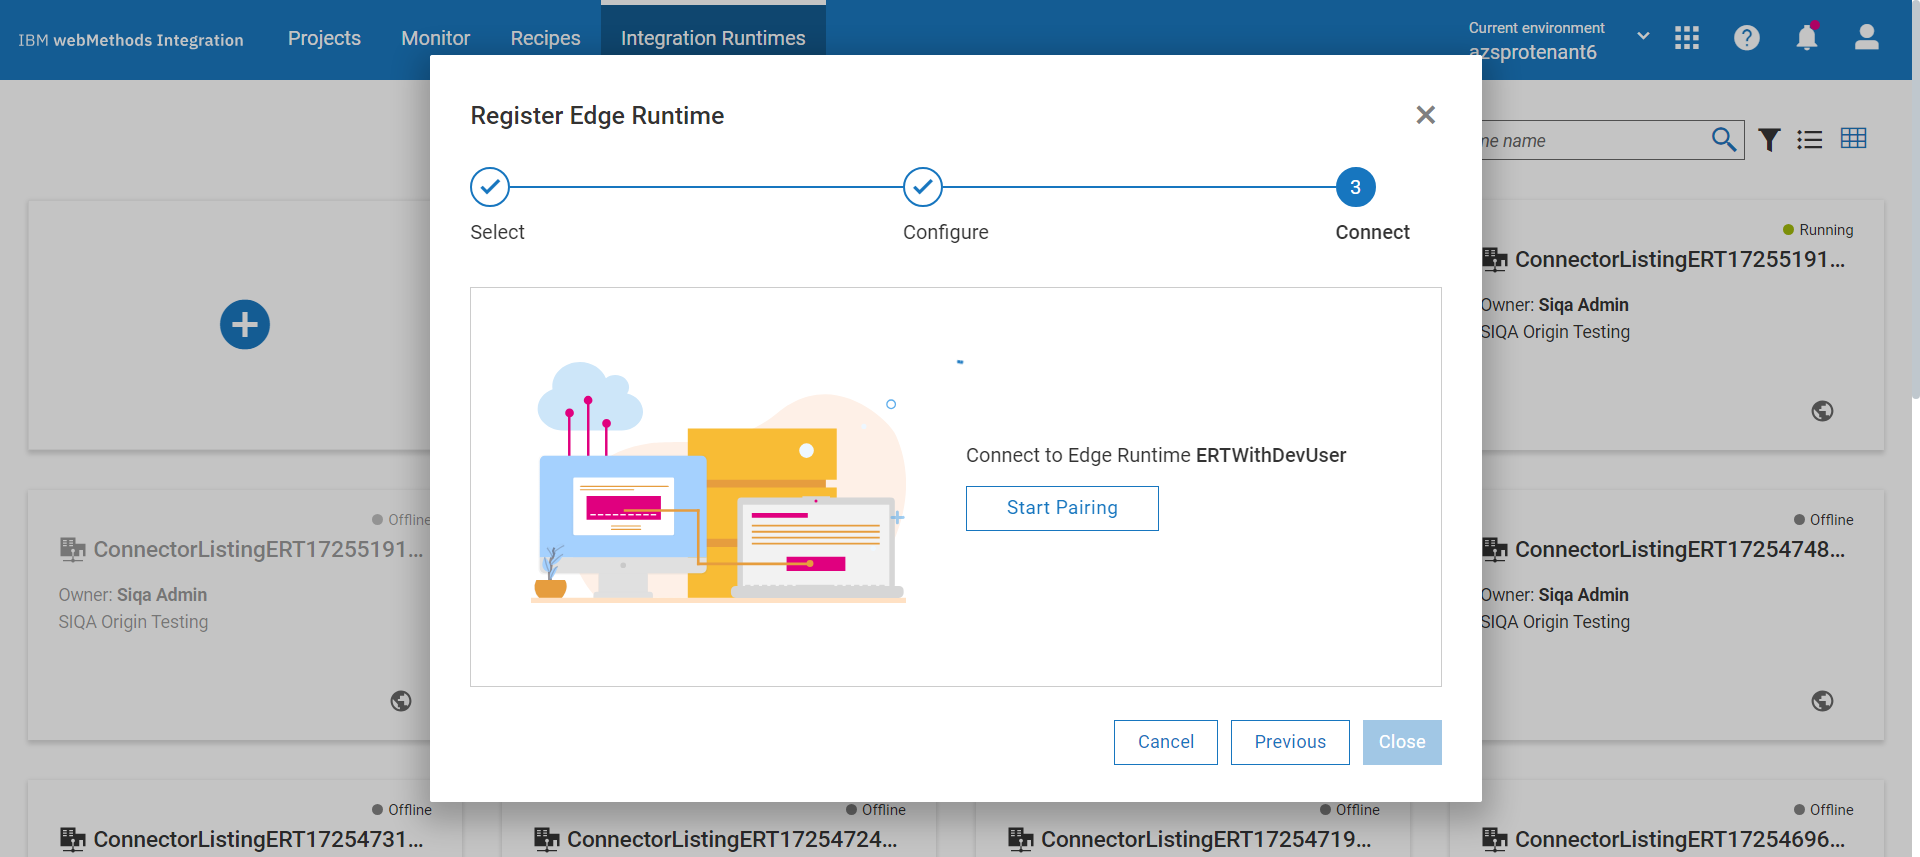 IBM webMethods Integration
Projects
Monitor
Recipes
Integration Runtimes
Current environment
azsprotenant6
Register Edge Runtime
3
Select
Configure
Connect
Connect to Edge Runtime ERTWithDevUser
Start Pairing
Cancel
Previous
Close
name
Running
ConnectorListingERT17255191...
Owner: Siqa Admin
SIQA Origin Testing
Offline
ConnectorListingERT17255191...
Owner: Siqa Admin
SIQA Origin Testing
Offline
ConnectorListingERT17254748...
Owner: Siqa Admin
SIQA Origin Testing
Offline
ConnectorListingERT17254731...
Offline
ConnectorListingERT17254724...
Offline
ConnectorListingERT17254719...
Offline
ConnectorListingERT17254696...